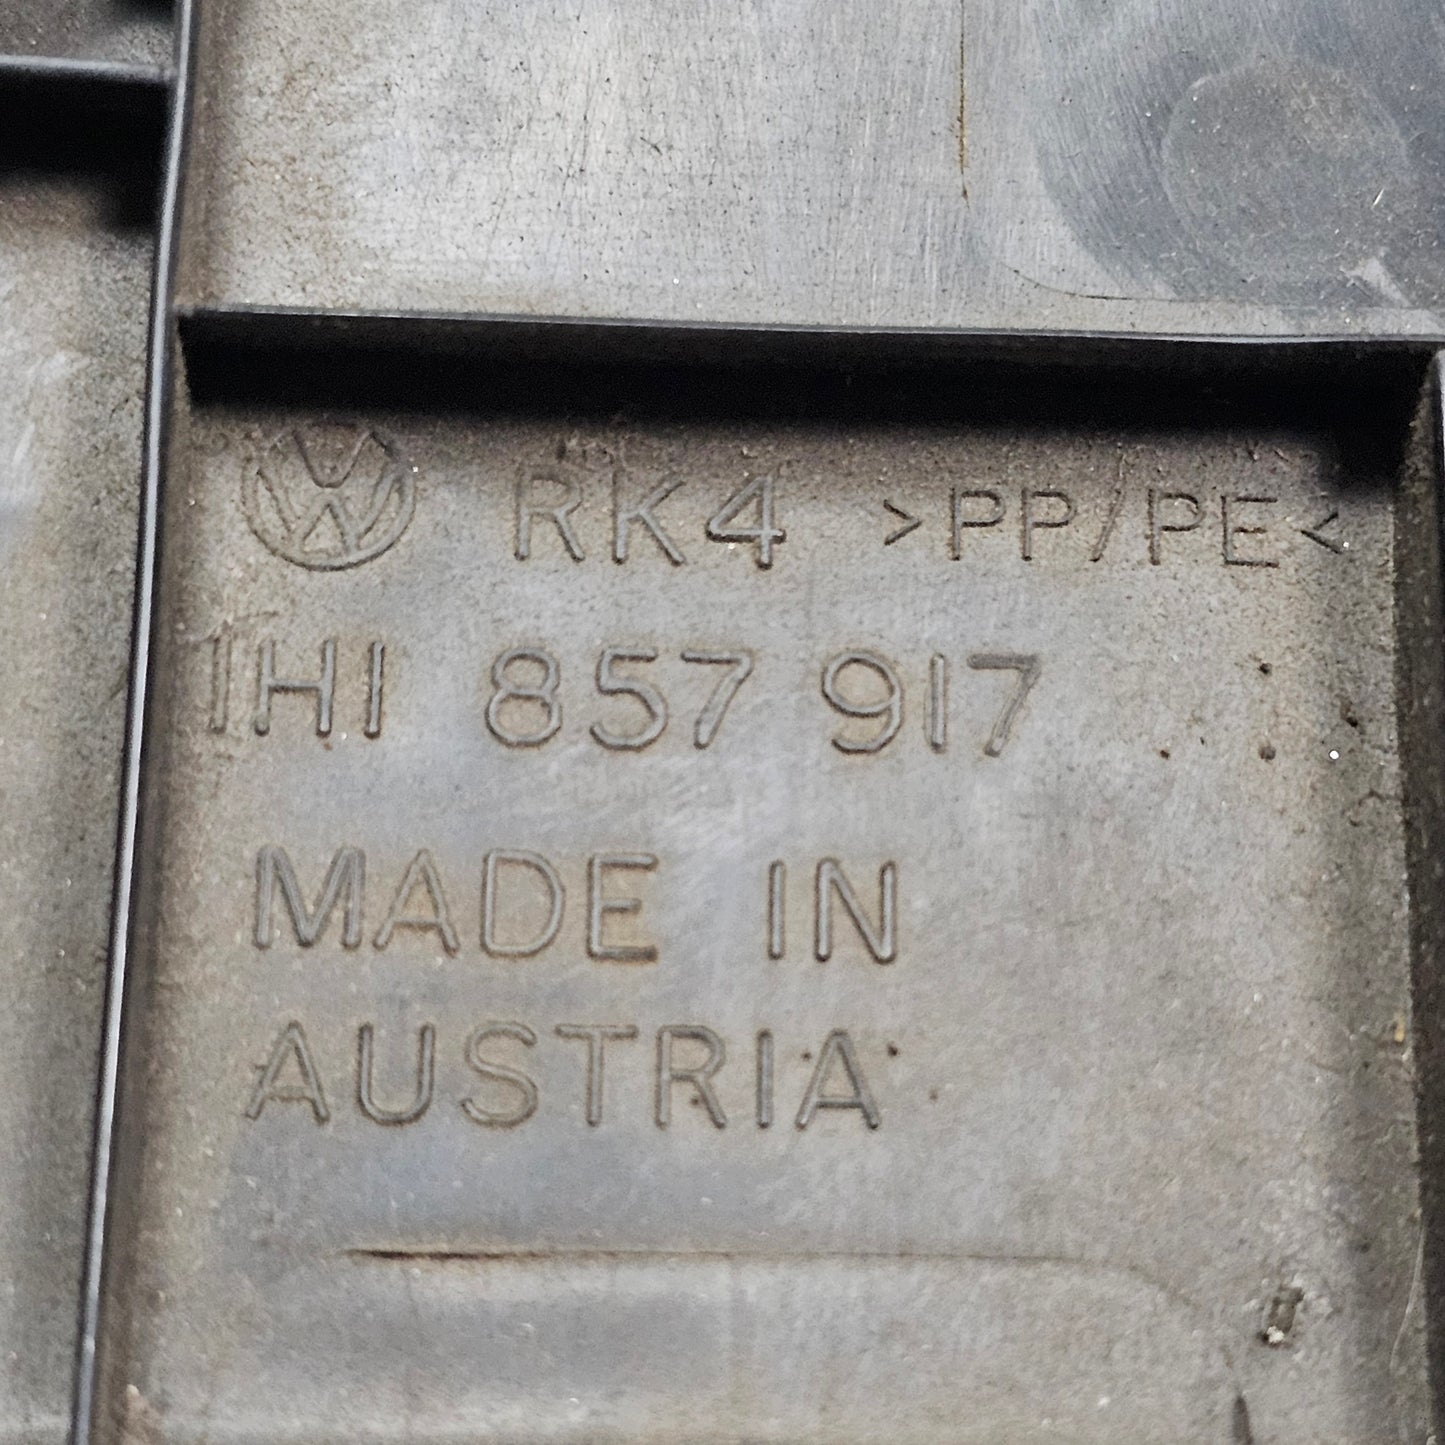 RK4 >PP/PE<
1H1 857 917
MADE IN
AUSTRIA